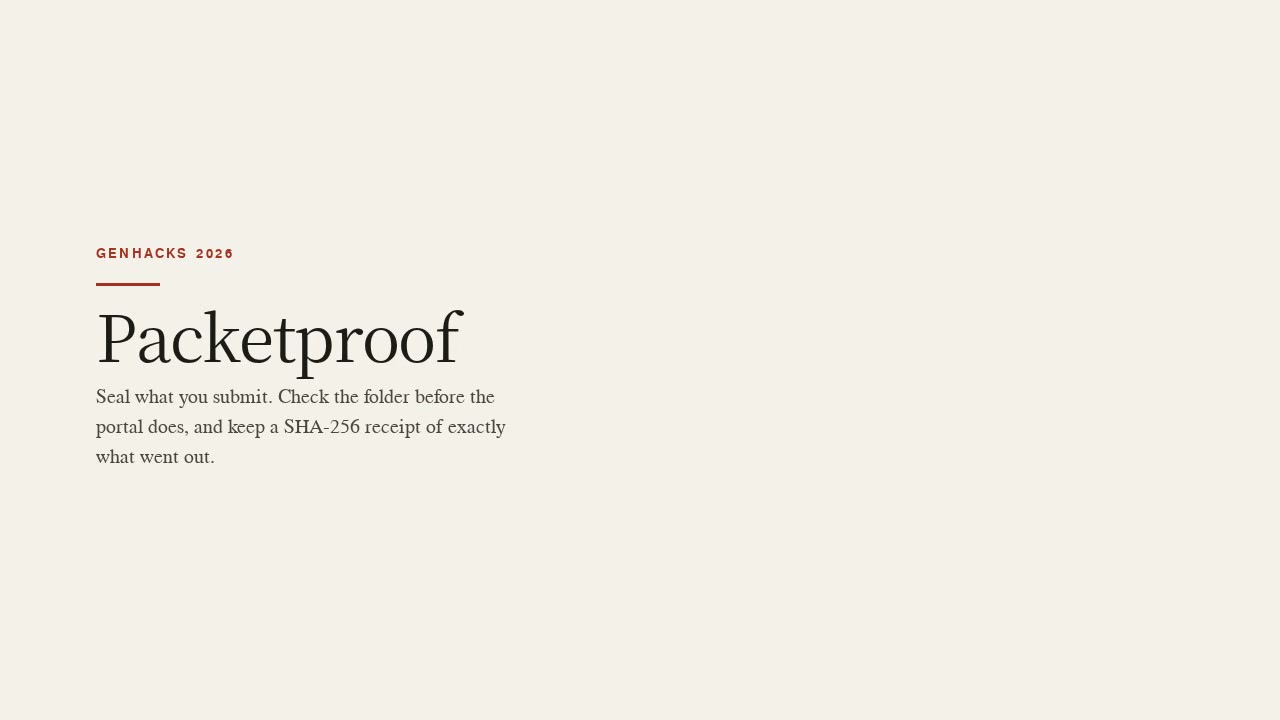 GENHACKS 2026
Packetproof
Seal what you submit. Check the folder before the
portal does, and keep a SHA-256 receipt of exactly
what went out.